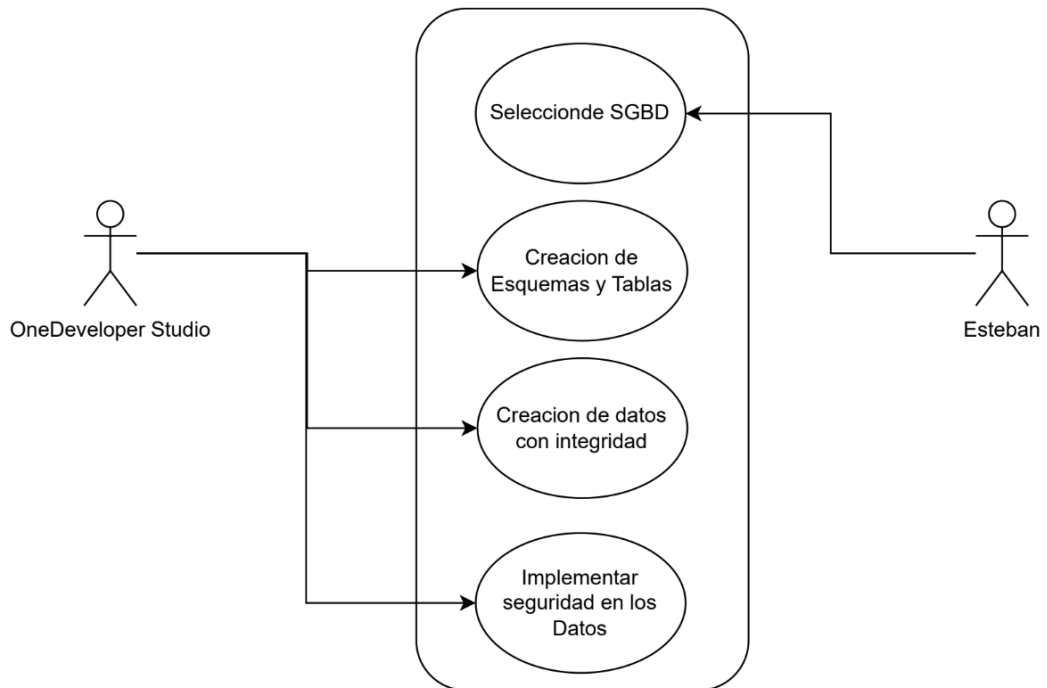 Seleccionde SGBD
Creacion de
Esquemas y Tablas
OneDeveloper Studio
Esteban
Creacion de datos
con integridad
Implementar
seguridad en los
Datos